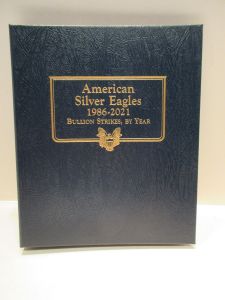 American
Silver Eagles
1986-2021
Bullion Strikes, by Year